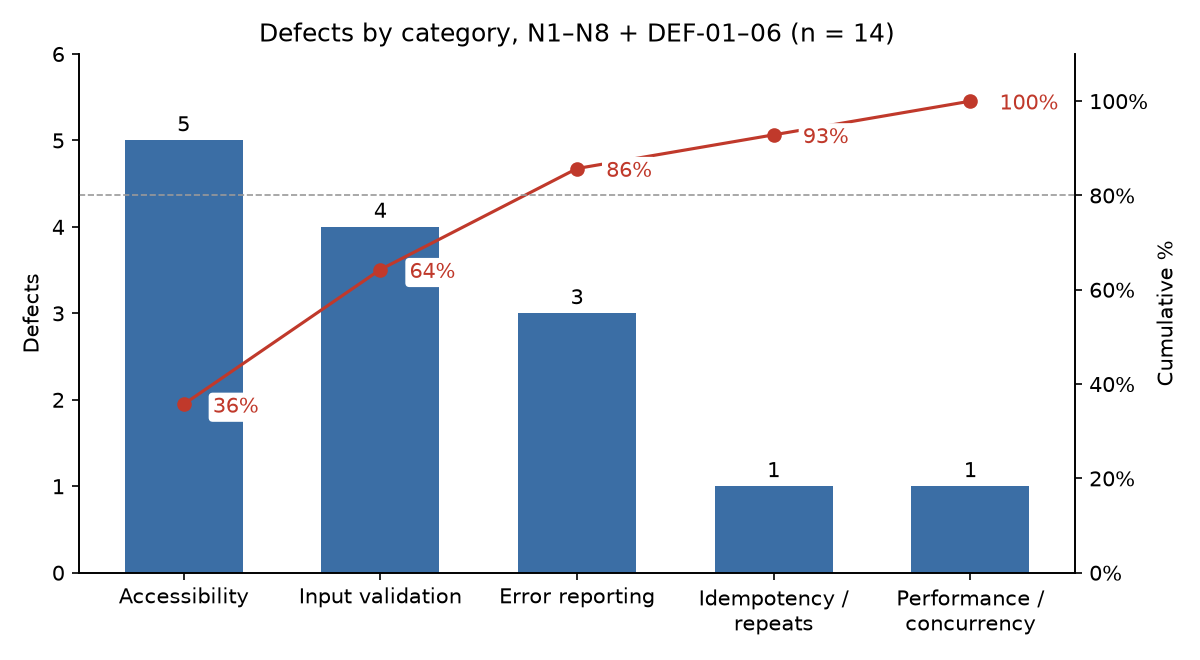 Defects by category, N1–N8 + DEF-01–06 (n = 14)
Defects
6
5
4
3
2
1
0
5
4
3
1
1
36%
64%
86%
93%
100%
100%
80%
60%
40%
20%
0%
Cumulative %
Accessibility
Input validation
Error reporting
Idempotency /
repeats
Performance /
concurrency